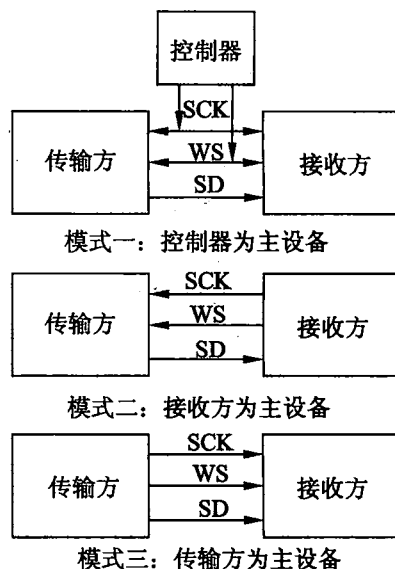 控制器
SCK
传输方
WS
接收方
SD
模式一：控制器为主设备
SCK
传输方
WS
接收方
SD
模式二：接收方为主设备
SCK
传输方
WS
接收方
SD
模式三：传输方为主设备